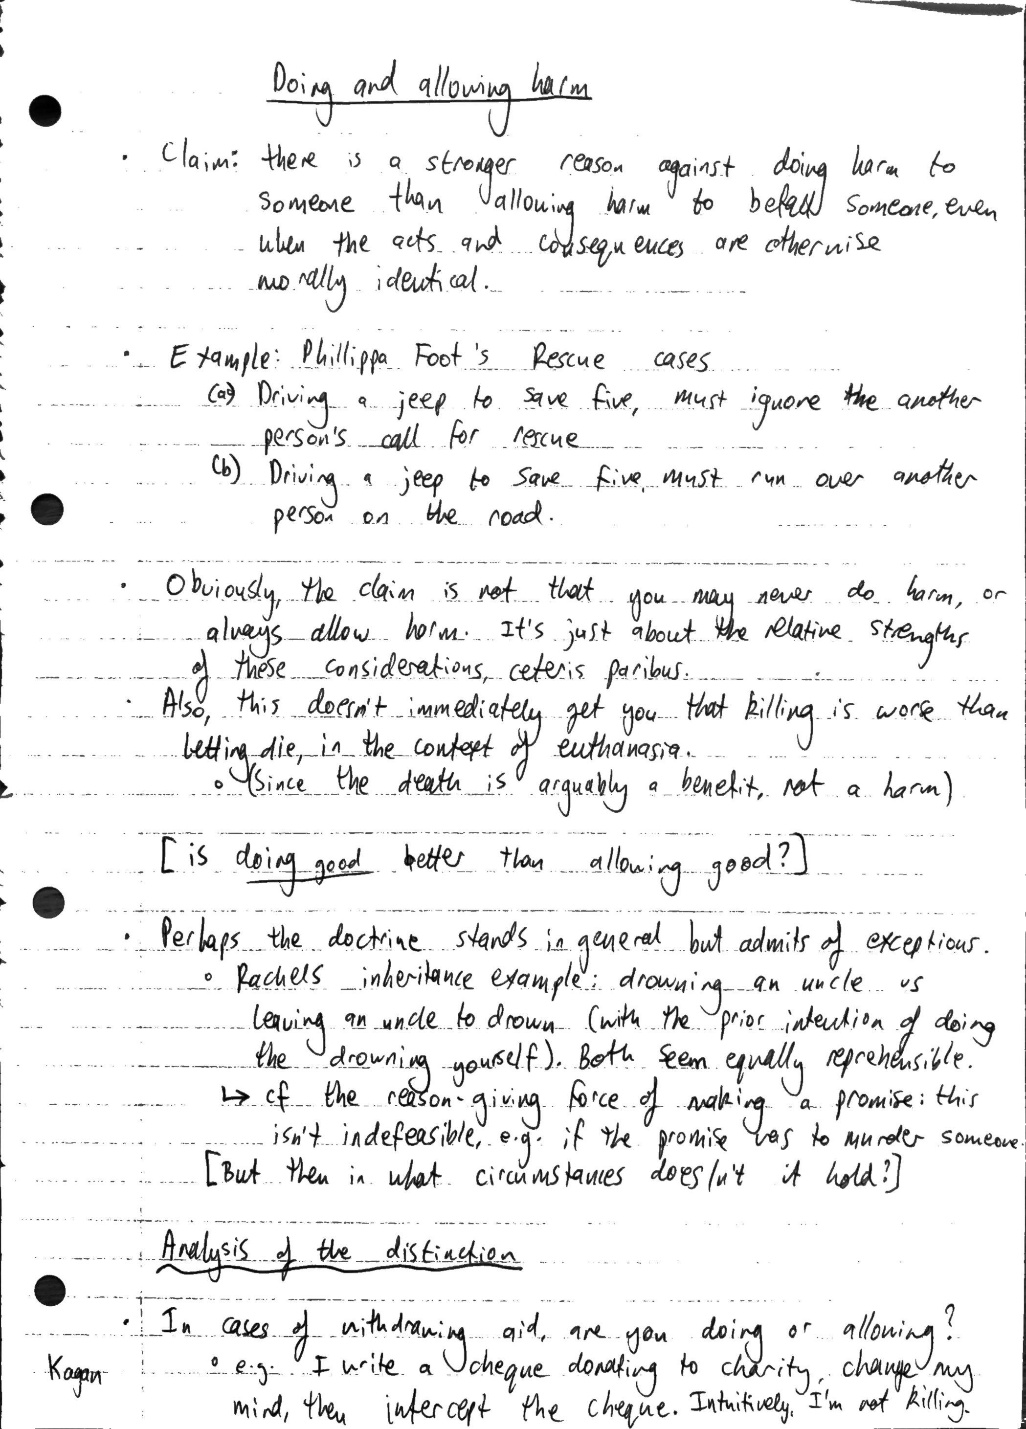 Doing and allowing harm
• Claim: there is a stronger reason against doing harm to
someone than allowing harm to befall someone, even
when the acts and consequences are otherwise
morally identical.
• Example: Phillippa Foot's Rescue cases
(a) Driving a jeep to save five, must ignore the another
person's call for rescue
(b) Driving a jeep to save five, must run over another
person on the road.
• Obviously, the claim is not that you may never do harm, or
always allow harm. It's just about the relative strengths
of these considerations, ceteris paribus.
• Also, this doesn't immediately get you that killing is worse than
letting die, in the context of euthanasia.
◦ (since the death is arguably a benefit, not a harm)
[is doing good better than allowing good?]
• Perhaps the doctrine stands in general but admits of exceptions.
◦ Rachels inheritance example: drowning an uncle vs
leaving an uncle to drown (with the prior intention of doing
the drowning yourself). Both seem equally reprehensible.
↳ cf the reason-giving force of making a promise: this
isn't indefeasible, e.g. if the promise was to murder someone.
[But then in what circumstances does/n't it hold?]
Analysis of the distinction
• In cases of withdrawing aid, are you doing or allowing?
Kagan ◦ e.g. I write a cheque donating to charity, change my
mind, then intercept the cheque. Intuitively, I'm not killing.